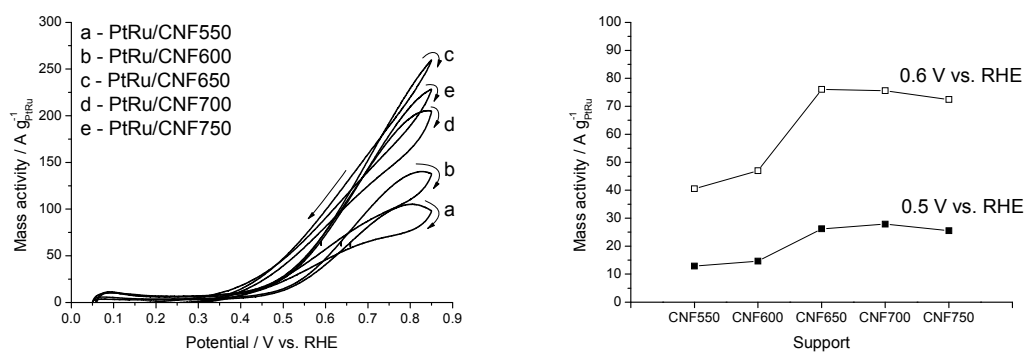 a - PtRu/CNF550
b - PtRu/CNF600
c - PtRu/CNF650
d - PtRu/CNF700
e - PtRu/CNF750
c
e
d
b
a
300
250
200
150
100
50
0
Mass activity / A g⁻¹PtRu
0.0 0.1 0.2 0.3 0.4 0.5 0.6 0.7 0.8 0.9
Potential / V vs. RHE
100
90
80
70
60
50
40
30
20
10
0
Mass activity / A g⁻¹PtRu
0.6 V vs. RHE
0.5 V vs. RHE
CNF550 CNF600 CNF650 CNF700 CNF750
Support